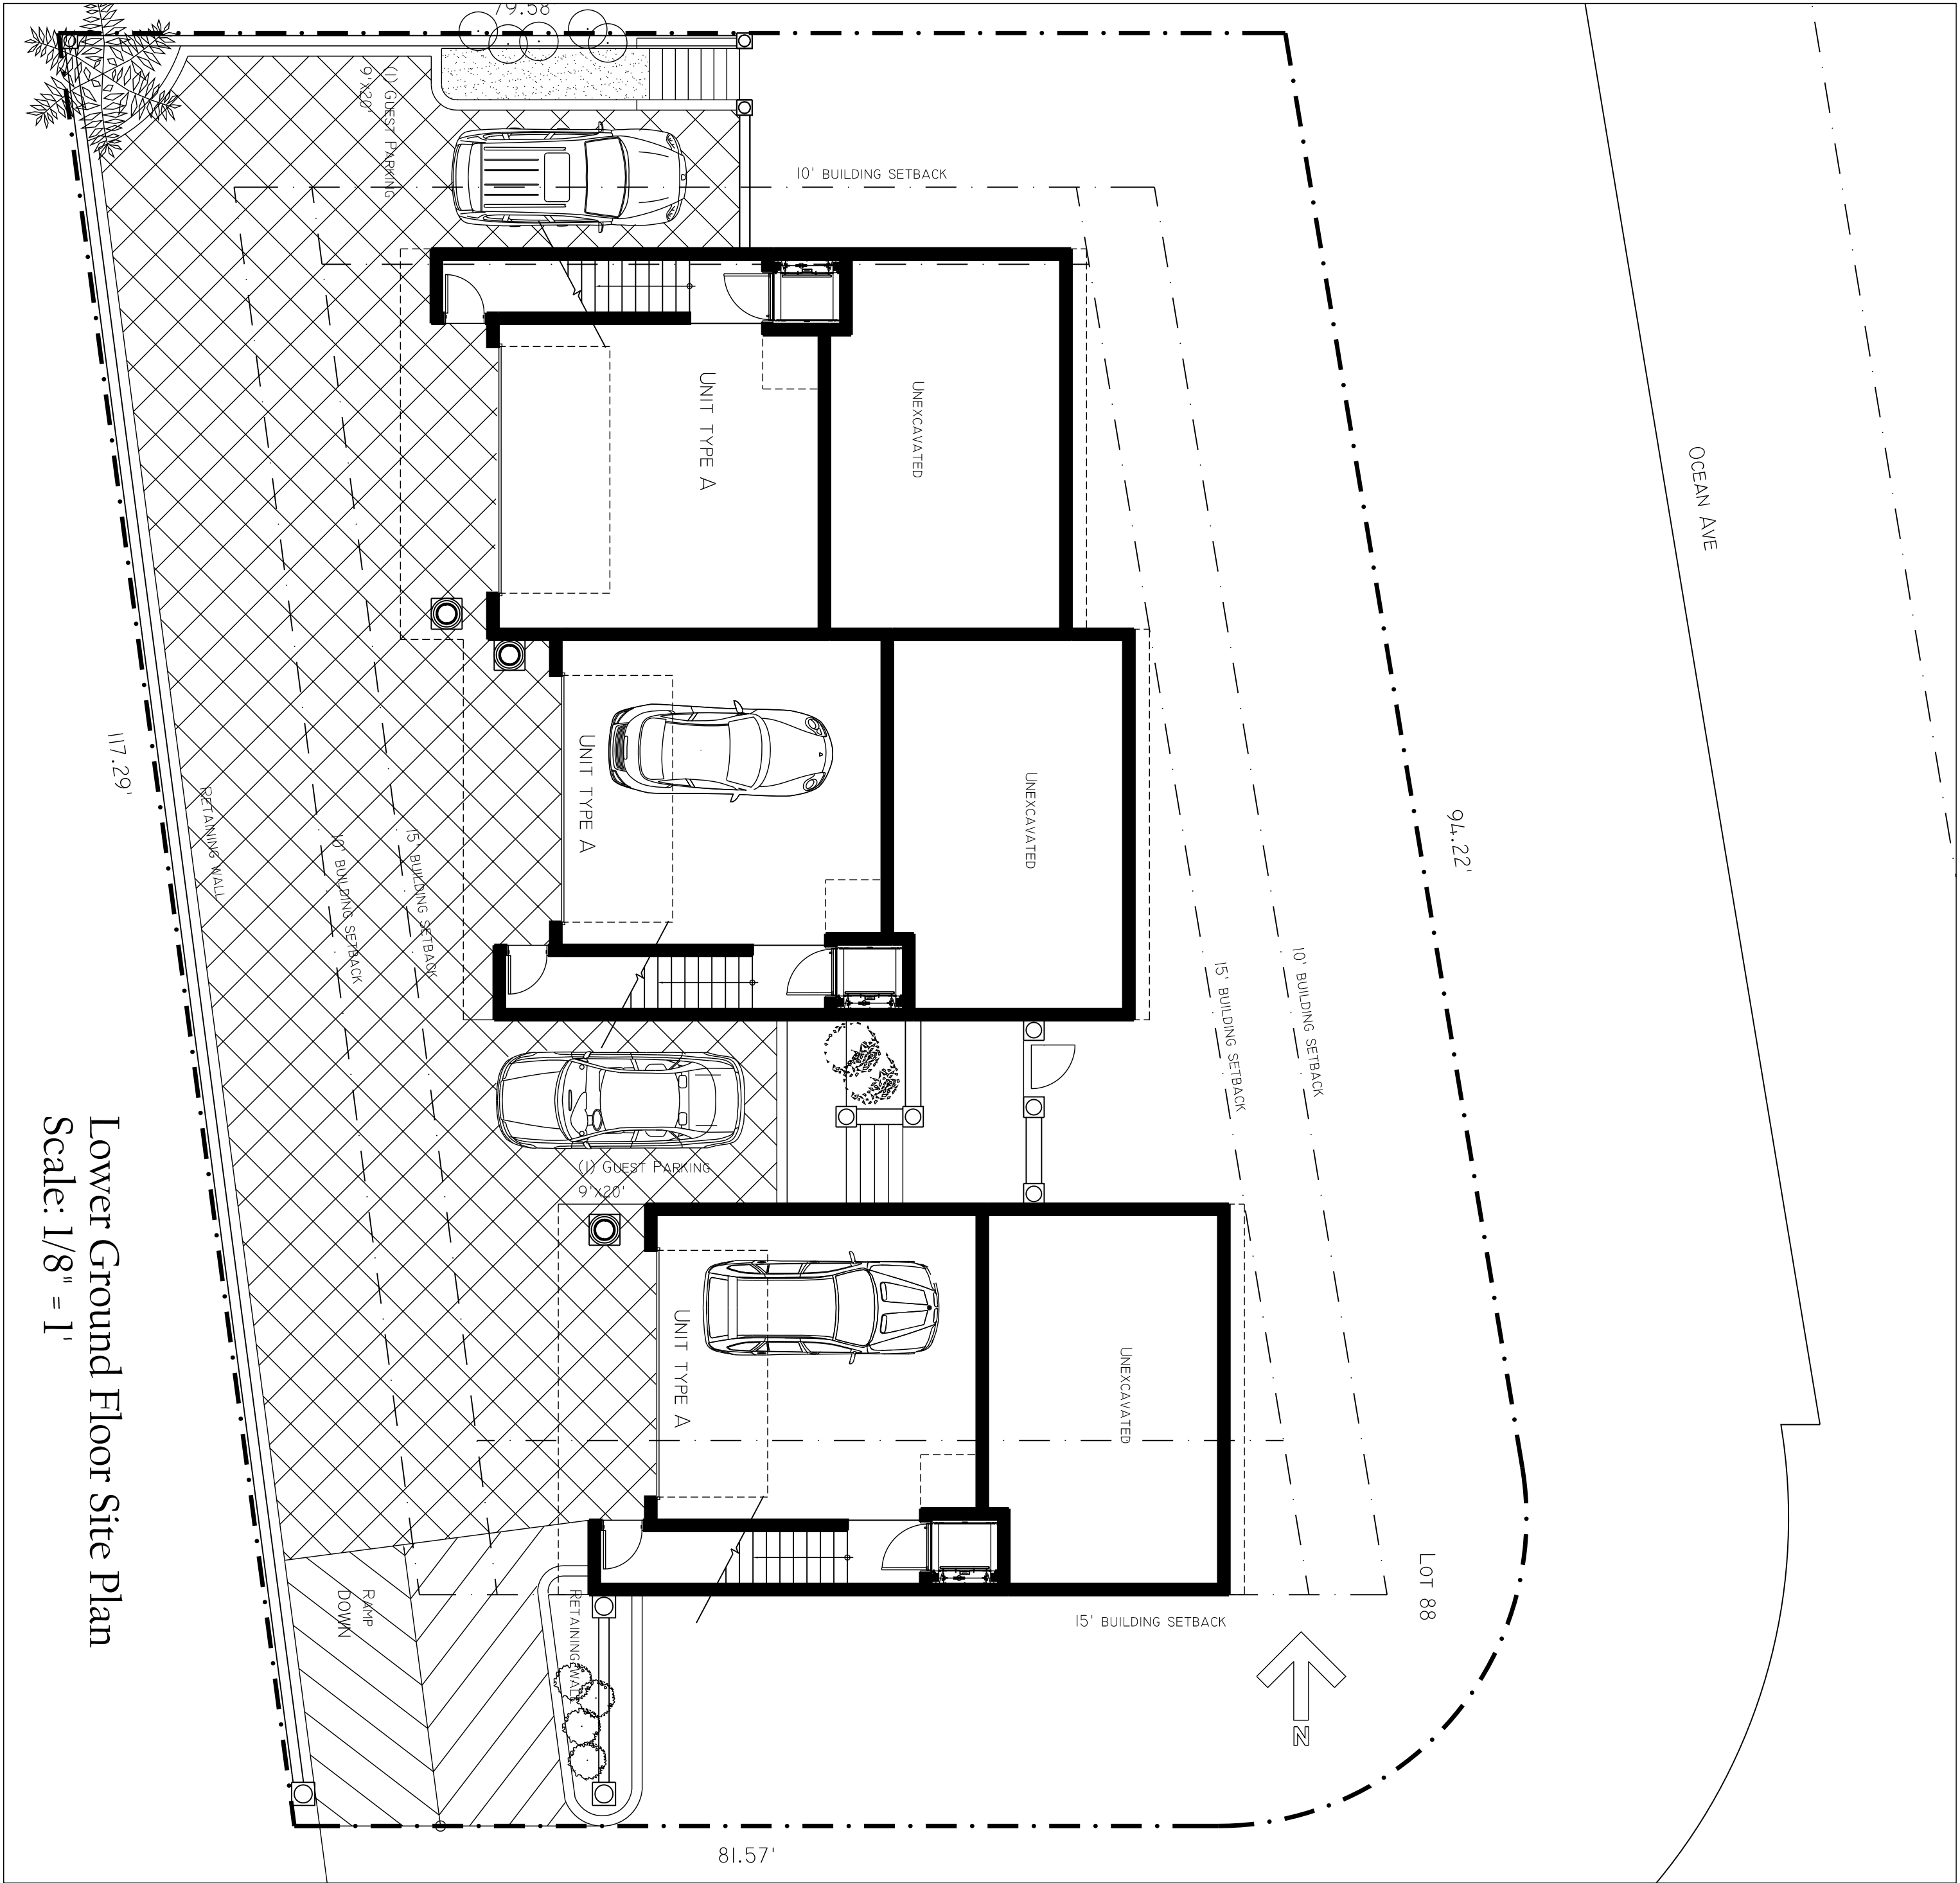 79.58'
(1) GUEST PARKING
9'X20'
10' BUILDING SETBACK
UNIT TYPE A
UNEXCAVATED
OCEAN AVE
117.29'
RETAINING WALL
10' BUILDING SETBACK
15' BUILDING SETBACK
UNIT TYPE A
UNEXCAVATED
94.22'
15' BUILDING SETBACK
10' BUILDING SETBACK
(1) GUEST PARKING
9'X20'
UNIT TYPE A
UNEXCAVATED
LOT 88
RAMP
DOWN
RETAINING WALL
15' BUILDING SETBACK
N
81.57'
Lower Ground Floor Site Plan
Scale: 1/8" = 1'